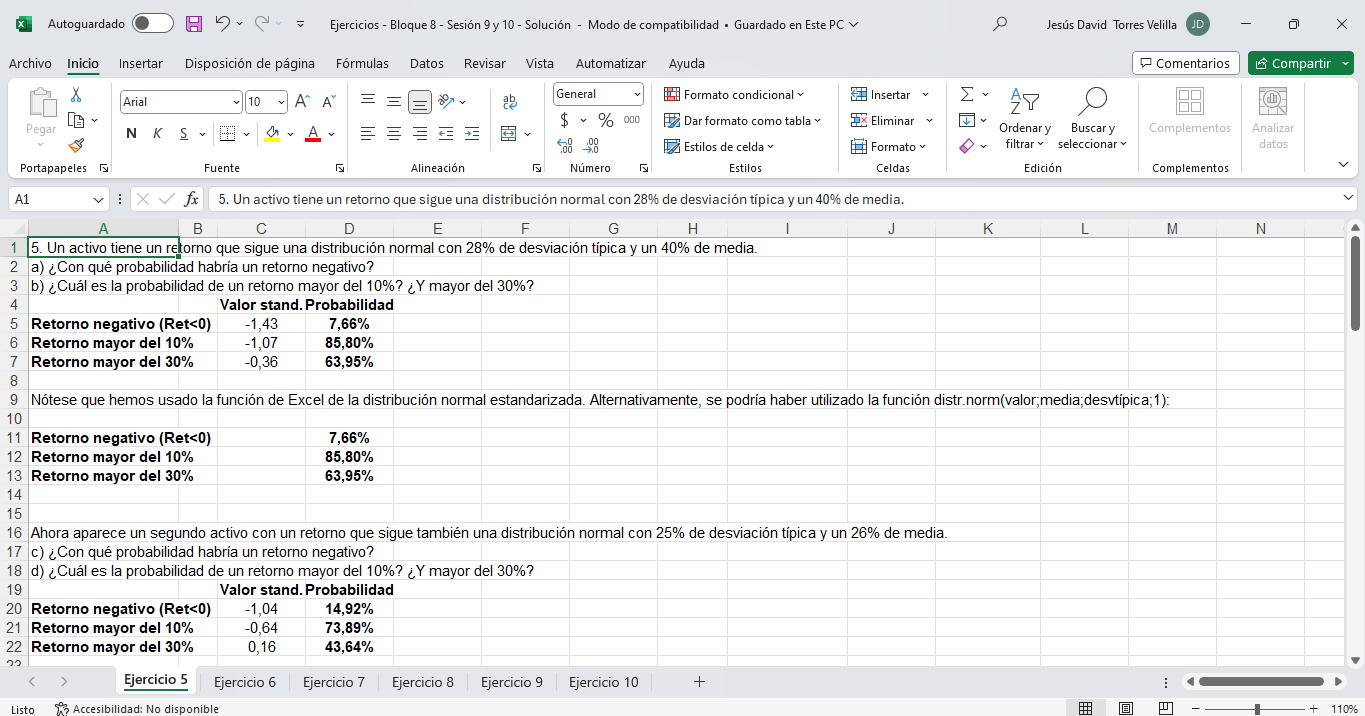 Autoguardado
Ejercicios - Bloque 8 - Sesión 9 y 10 - Solución - Modo de compatibilidad • Guardado en Este PC
Jesús David Torres Velilla JD
Archivo Inicio Insertar Disposición de página Fórmulas Datos Revisar Vista Automatizar Ayuda Comentarios Compartir
Pegar
Portapapeles
Arial 10
N K S
Fuente
ab
Alineación
General
$ % 000
Número
Formato condicional
Dar formato como tabla
Estilos de celda
Estilos
Insertar
Eliminar
Formato
Celdas
Ordenar y filtrar
Buscar y seleccionar
Edición
Complementos
Complementos
Analizar datos
A1 fx 5. Un activo tiene un retorno que sigue una distribución normal con 28% de desviación típica y un 40% de media.
A B C D E F G H I J K L M N
1 5. Un activo tiene un retorno que sigue una distribución normal con 28% de desviación típica y un 40% de media.
2 a) ¿Con qué probabilidad habría un retorno negativo?
3 b) ¿Cuál es la probabilidad de un retorno mayor del 10%? ¿Y mayor del 30%?
4 Valor stand. Probabilidad
5 Retorno negativo (Ret<0) -1,43 7,66%
6 Retorno mayor del 10% -1,07 85,80%
7 Retorno mayor del 30% -0,36 63,95%
8
9 Nótese que hemos usado la función de Excel de la distribución normal estandarizada. Alternativamente, se podría haber utilizado la función distr.norm(valor;media;desvtípica;1):
10
11 Retorno negativo (Ret<0) 7,66%
12 Retorno mayor del 10% 85,80%
13 Retorno mayor del 30% 63,95%
14
15
16 Ahora aparece un segundo activo con un retorno que sigue también una distribución normal con 25% de desviación típica y un 26% de media.
17 c) ¿Con qué probabilidad habría un retorno negativo?
18 d) ¿Cuál es la probabilidad de un retorno mayor del 10%? ¿Y mayor del 30%?
19 Valor stand. Probabilidad
20 Retorno negativo (Ret<0) -1,04 14,92%
21 Retorno mayor del 10% -0,64 73,89%
22 Retorno mayor del 30% 0,16 43,64%
23
Ejercicio 5 Ejercicio 6 Ejercicio 7 Ejercicio 8 Ejercicio 9 Ejercicio 10
Listo Accesibilidad: No disponible 110%